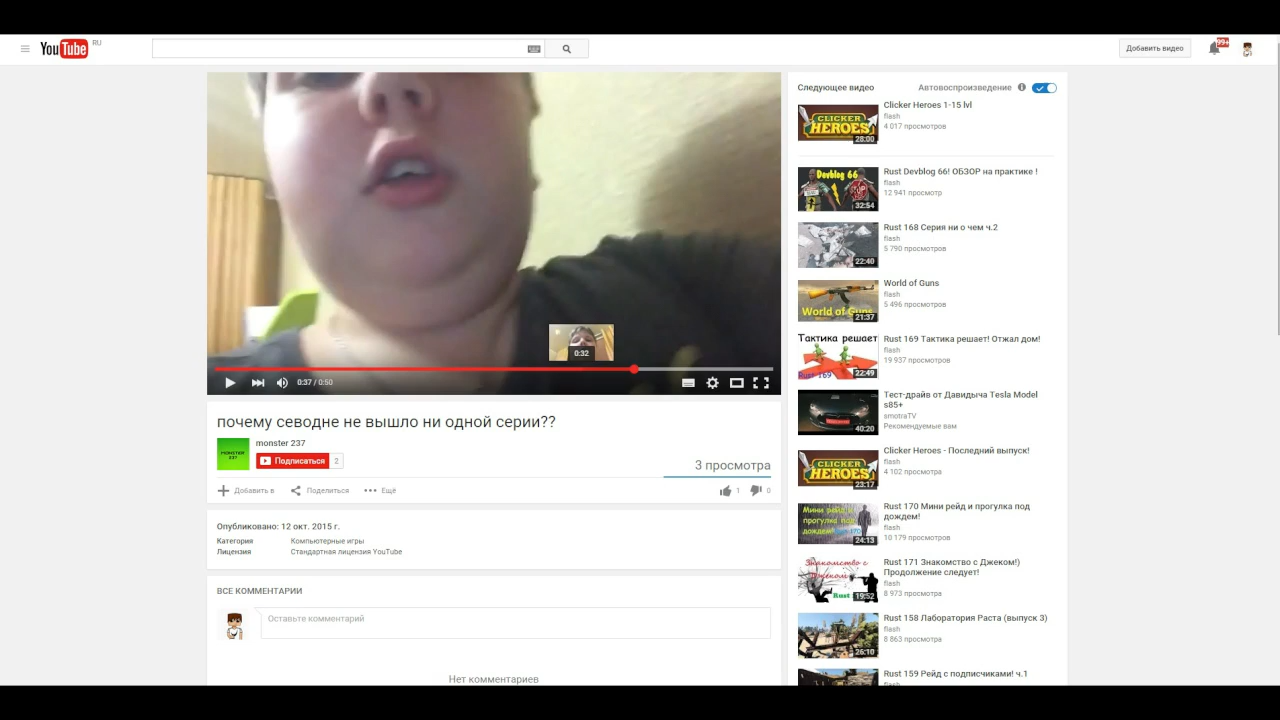 YouTube RU
Добавить видео
99+
0:32
0:37 / 0:50
почему севодне не вышло ни одной серии??
MONSTER
237
monster 237
Подписаться 2
3 просмотра
Добавить в Поделиться Ещё
1 0
Опубликовано: 12 окт. 2015 г.
Категория Компьютерные игры
Лицензия Стандартная лицензия YouTube
ВСЕ КОММЕНТАРИИ
Оставьте комментарий
Нет комментариев
Следующее видео Автовоспроизведение
CLICKER
HEROES
28:00
Clicker Heroes 1-15 lvl
flash
4 017 просмотров
Devblog 66
32:54
Rust Devblog 66! ОБЗОР на практике !
flash
12 941 просмотр
22:40
Rust 168 Серия ни о чем ч.2
flash
5 790 просмотров
World of Guns
21:37
World of Guns
flash
5 496 просмотров
Тактика решает
Rust 169
22:49
Rust 169 Тактика решает! Отжал дом!
flash
19 937 просмотров
40:20
Тест-драйв от Давидыча Tesla Model
s85+
smotraTV
Рекомендуемые вам
CLICKER
HEROES
23:17
Clicker Heroes - Последний выпуск!
flash
4 102 просмотра
Мини рейд и
прогулка под
дождем!
24:13
Rust 170 Мини рейд и прогулка под
дождем!
flash
10 179 просмотров
Знакомство с
Джеком!
Rust
19:52
Rust 171 Знакомство с Джеком!)
Продолжение следует!
flash
8 973 просмотра
26:10
Rust 158 Лаборатория Раста (выпуск 3)
flash
8 863 просмотра
Rust 159 Рейд с подписчиками! ч.1
flash